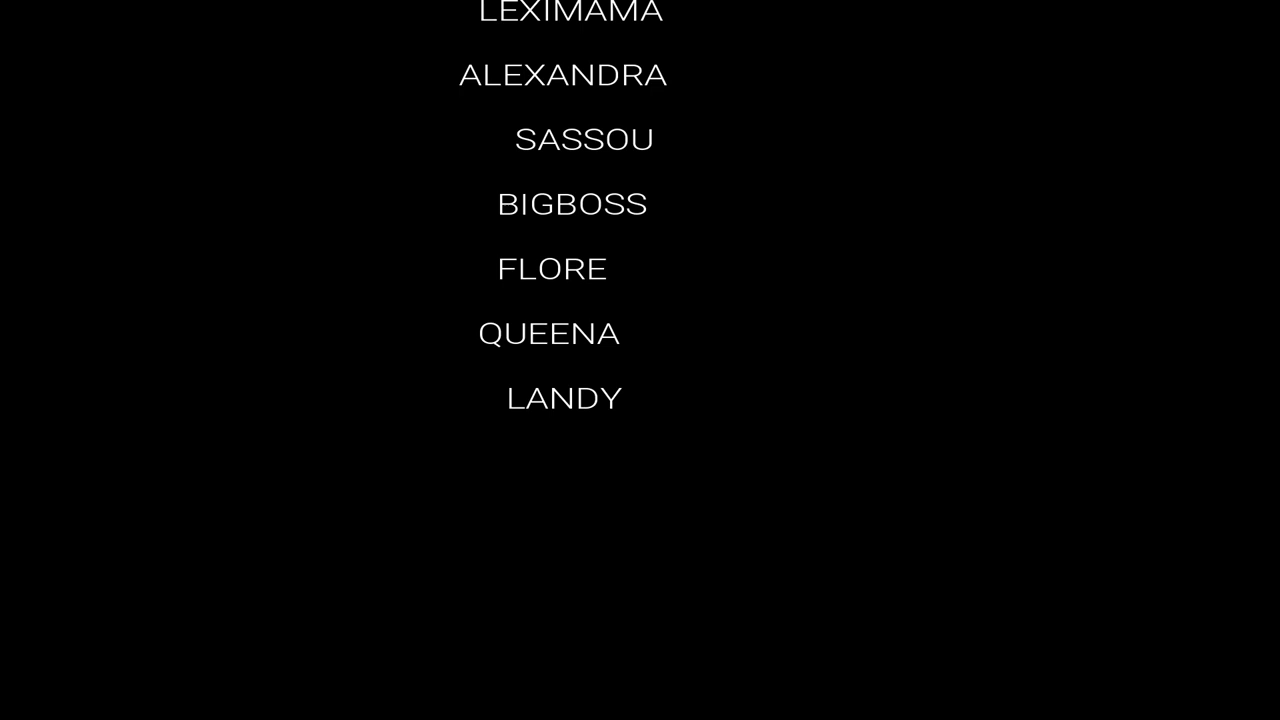 LEXIMAMA
ALEXANDRA
SASSOU
BIGBOSS
FLORE
QUEENA
LANDY